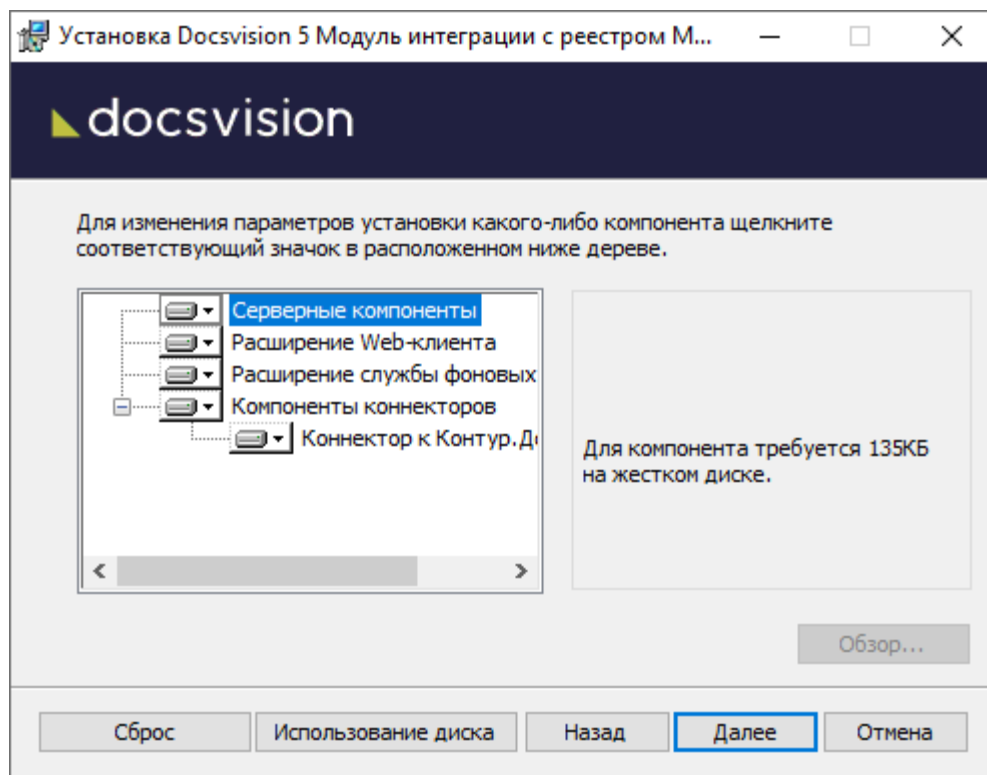 Установка Docsvision 5 Модуль интеграции с реестром М...
docsvision
Для изменения параметров установки какого-либо компонента щелкните
соответствующий значок в расположенном ниже дереве.
Серверные компоненты
Расширение Web-клиента
Расширение службы фоновых
Компоненты коннекторов
Коннектор к Контур.
Для компонента требуется 135КБ
на жестком диске.
Обзор...
Сброс
Использование диска
Назад
Далее
Отмена